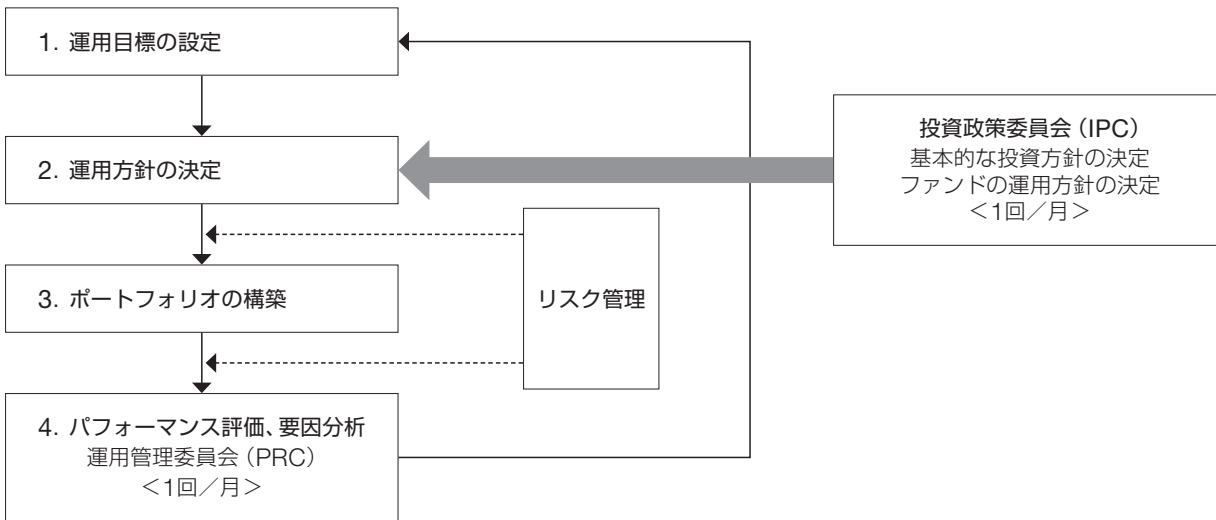 1. 運用目標の設定
2. 運用方針の決定
投資政策委員会（IPC）
基本的な投資方針の決定
ファンドの運用方針の決定
＜1回／月＞
3. ポートフォリオの構築
リスク管理
4. パフォーマンス評価、要因分析
運用管理委員会（PRC）
＜1回／月＞